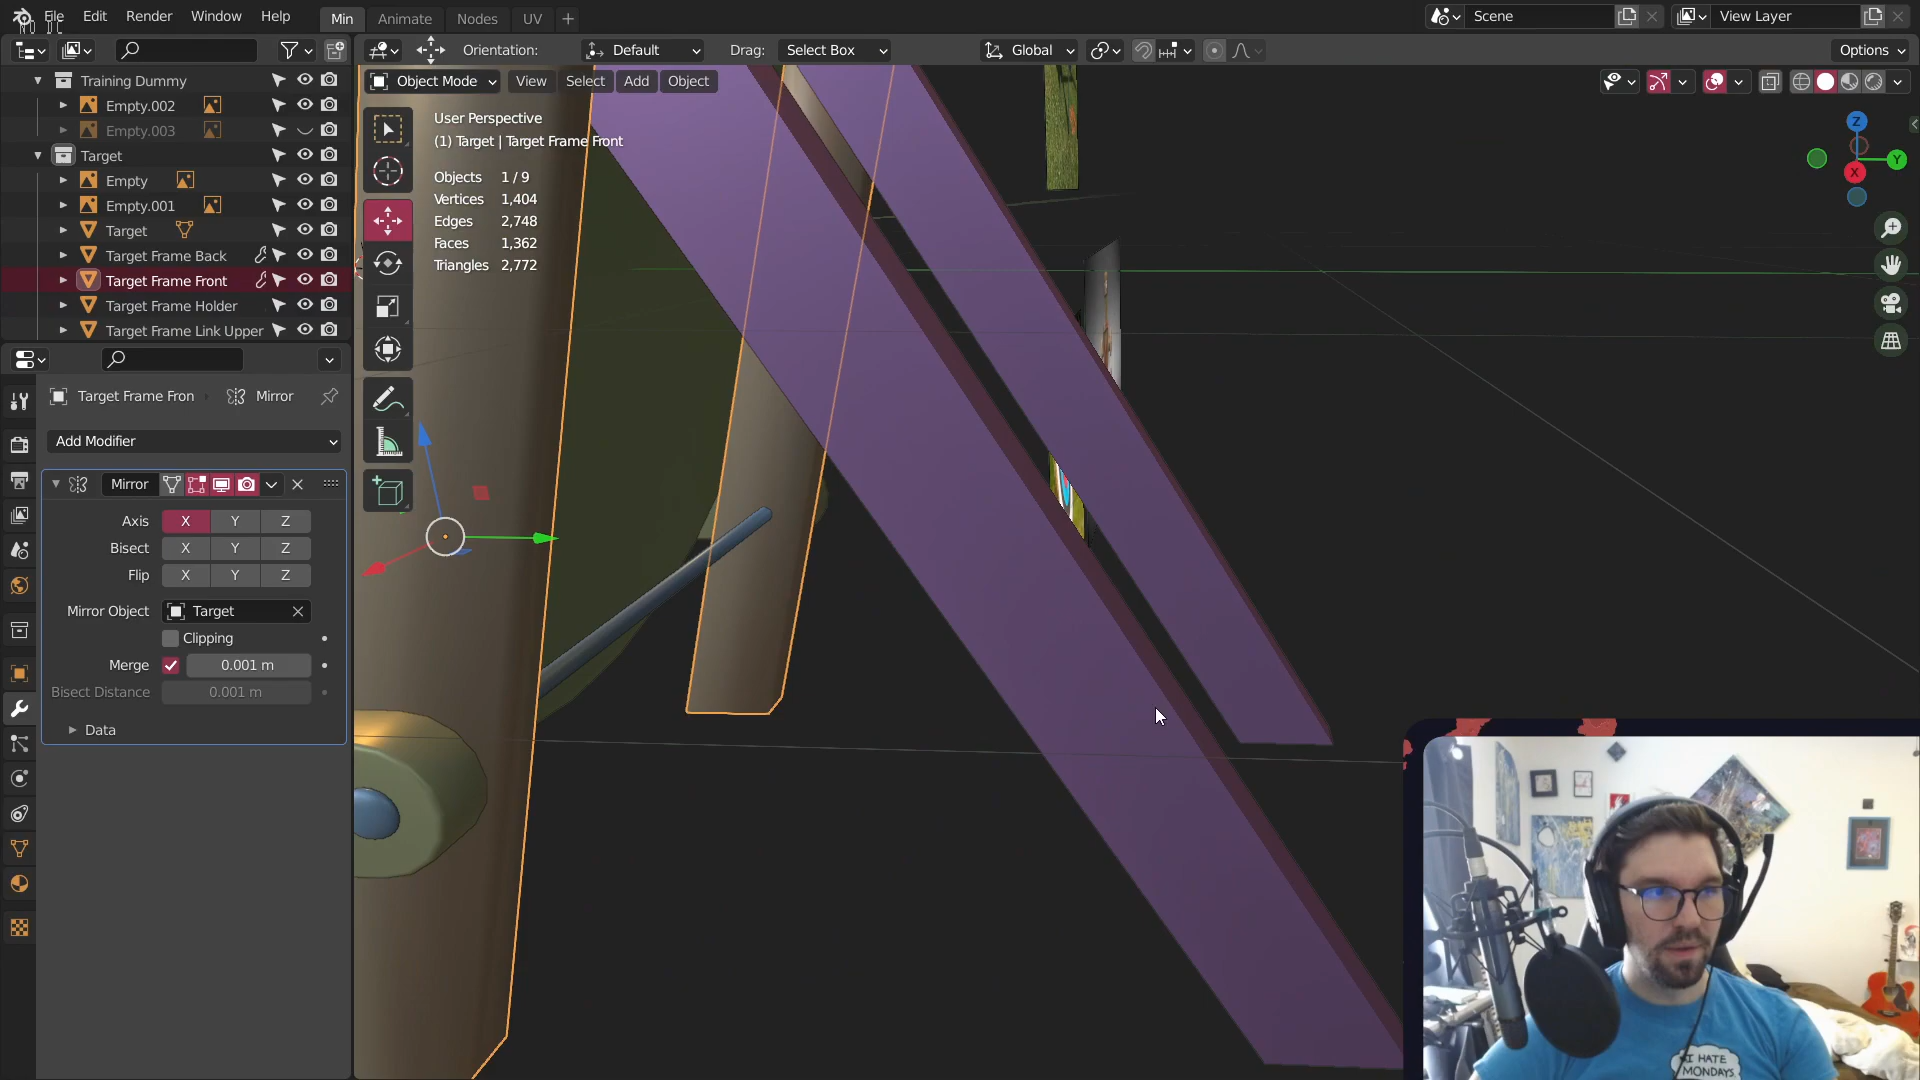 File Edit Render Window Help Min Animate Nodes UV + Scene View Layer
Orientation: Default Drag: Select Box Global Options
Object Mode View Select Add Object
Training Dummy
Empty.002
Empty.003
Target
Empty
Empty.001
Target
Target Frame Back
Target Frame Front
Target Frame Holder
Target Frame Link Upper
User Perspective
(1) Target | Target Frame Front
Objects 1 / 9
Vertices 1,404
Edges 2,748
Faces 1,362
Triangles 2,772
Z
Y
X
Target Frame Fron Mirror
Add Modifier
Mirror
Axis X Y Z
Bisect X Y Z
Flip X Y Z
Mirror Object Target
Clipping
Merge 0.001 m
Bisect Distance 0.001 m
Data
I HATE
MONDAYS